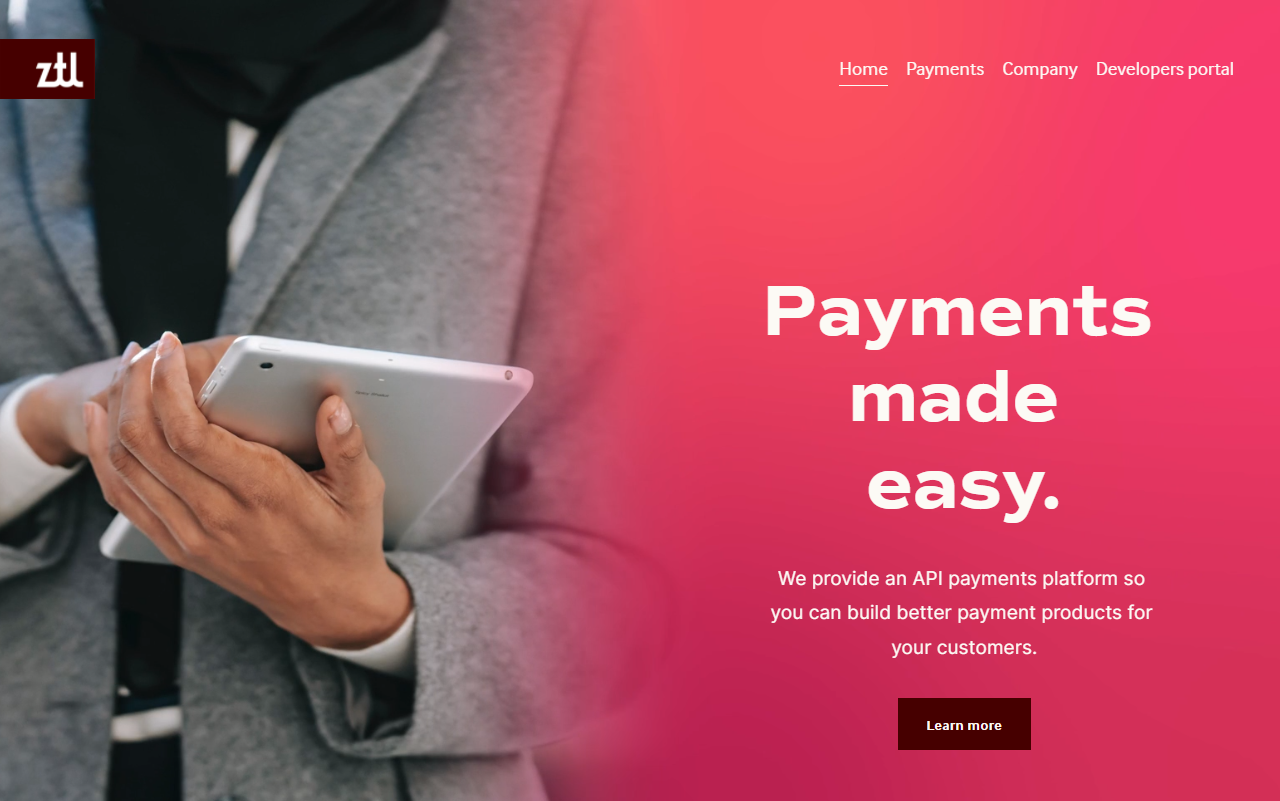 ztl
Home Payments Company Developers portal
Payments
made
easy.
We provide an API payments platform so
you can build better payment products for
your customers.
Learn more